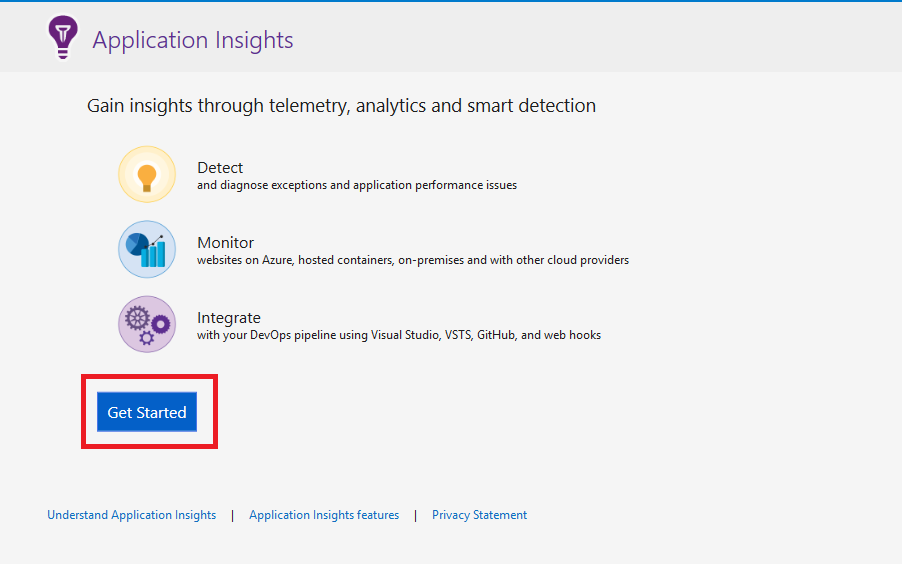 Application Insights
Gain insights through telemetry, analytics and smart detection
Detect
and diagnose exceptions and application performance issues
Monitor
websites on Azure, hosted containers, on-premises and with other cloud providers
Integrate
with your DevOps pipeline using Visual Studio, VSTS, GitHub, and web hooks
Get Started
Understand Application Insights | Application Insights features | Privacy Statement